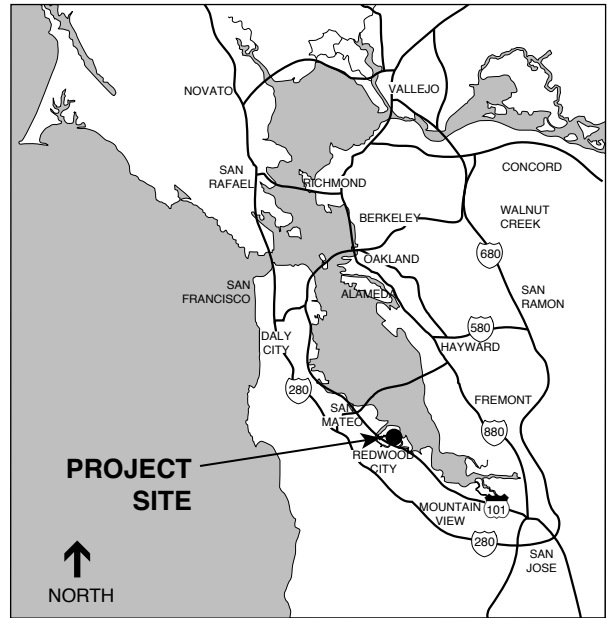 NOVATO
VALLEJO
SAN
RAFAEL
RICHMOND
CONCORD
BERKELEY
WALNUT
CREEK
OAKLAND
680
SAN
FRANCISCO
ALAMEDA
SAN
RAMON
580
DALY
CITY
HAYWARD
280
FREMONT
SAN
MATEO
880
REDWOOD
CITY
PROJECT
SITE
MOUNTAIN
VIEW
101
280
SAN
JOSE
NORTH